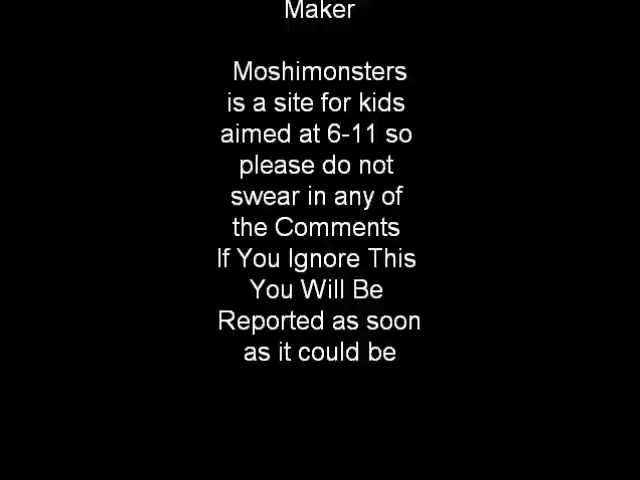 Maker
Moshimonsters
is a site for kids
aimed at 6-11 so
please do not
swear in any of
the Comments
If You Ignore This
You Will Be
Reported as soon
as it could be